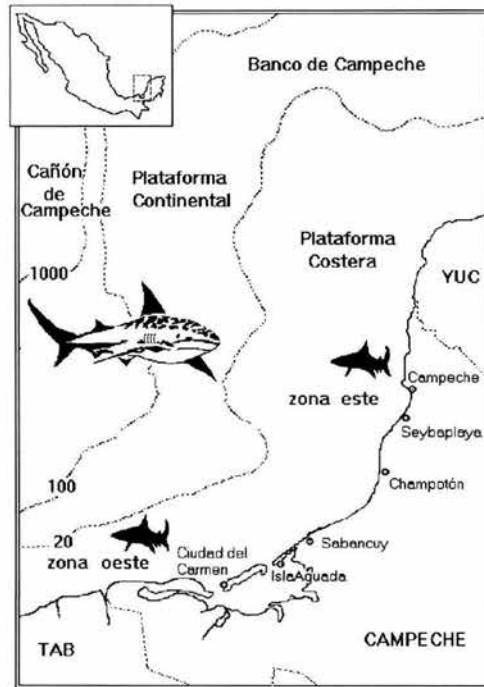 Banco de Campeche
Cañón
de
Campeche
Plataforma
Continental
Plataforma
Costera
1000
YUC
Campeche
zona este
Seybaplaya
Champotón
100
20
zona oeste
Ciudad del
Carmen
Sabancuy
IslaAguada
TAB
CAMPECHE